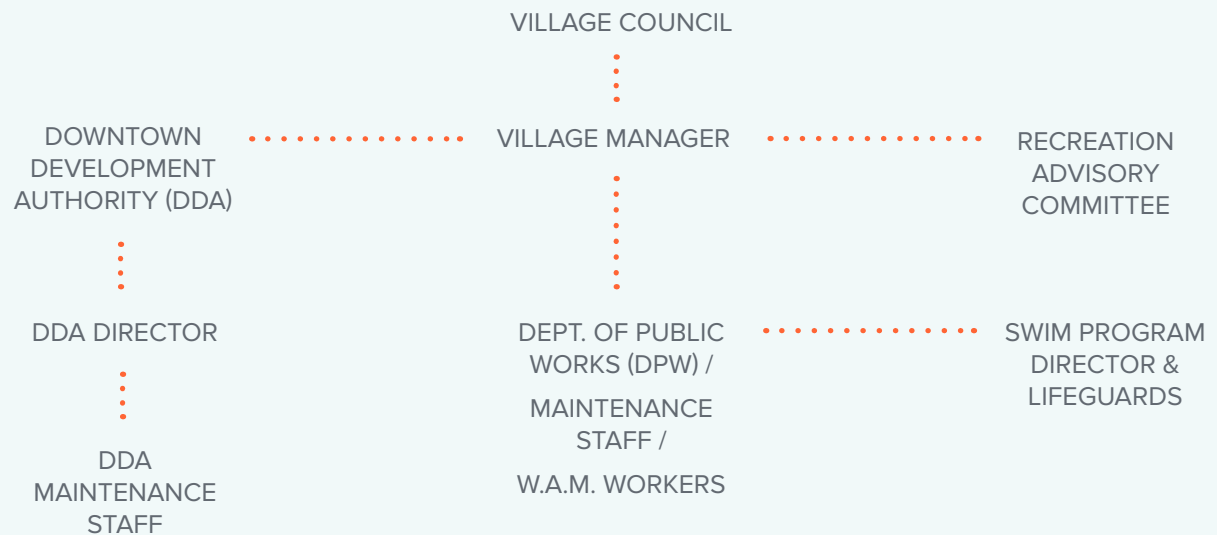 VILLAGE COUNCIL
DOWNTOWN
DEVELOPMENT
AUTHORITY (DDA)
VILLAGE MANAGER
RECREATION
ADVISORY
COMMITTEE
DDA DIRECTOR
DEPT. OF PUBLIC
WORKS (DPW) /
MAINTENANCE
STAFF /
W.A.M. WORKERS
SWIM PROGRAM
DIRECTOR &
LIFEGUARDS
DDA
MAINTENANCE
STAFF